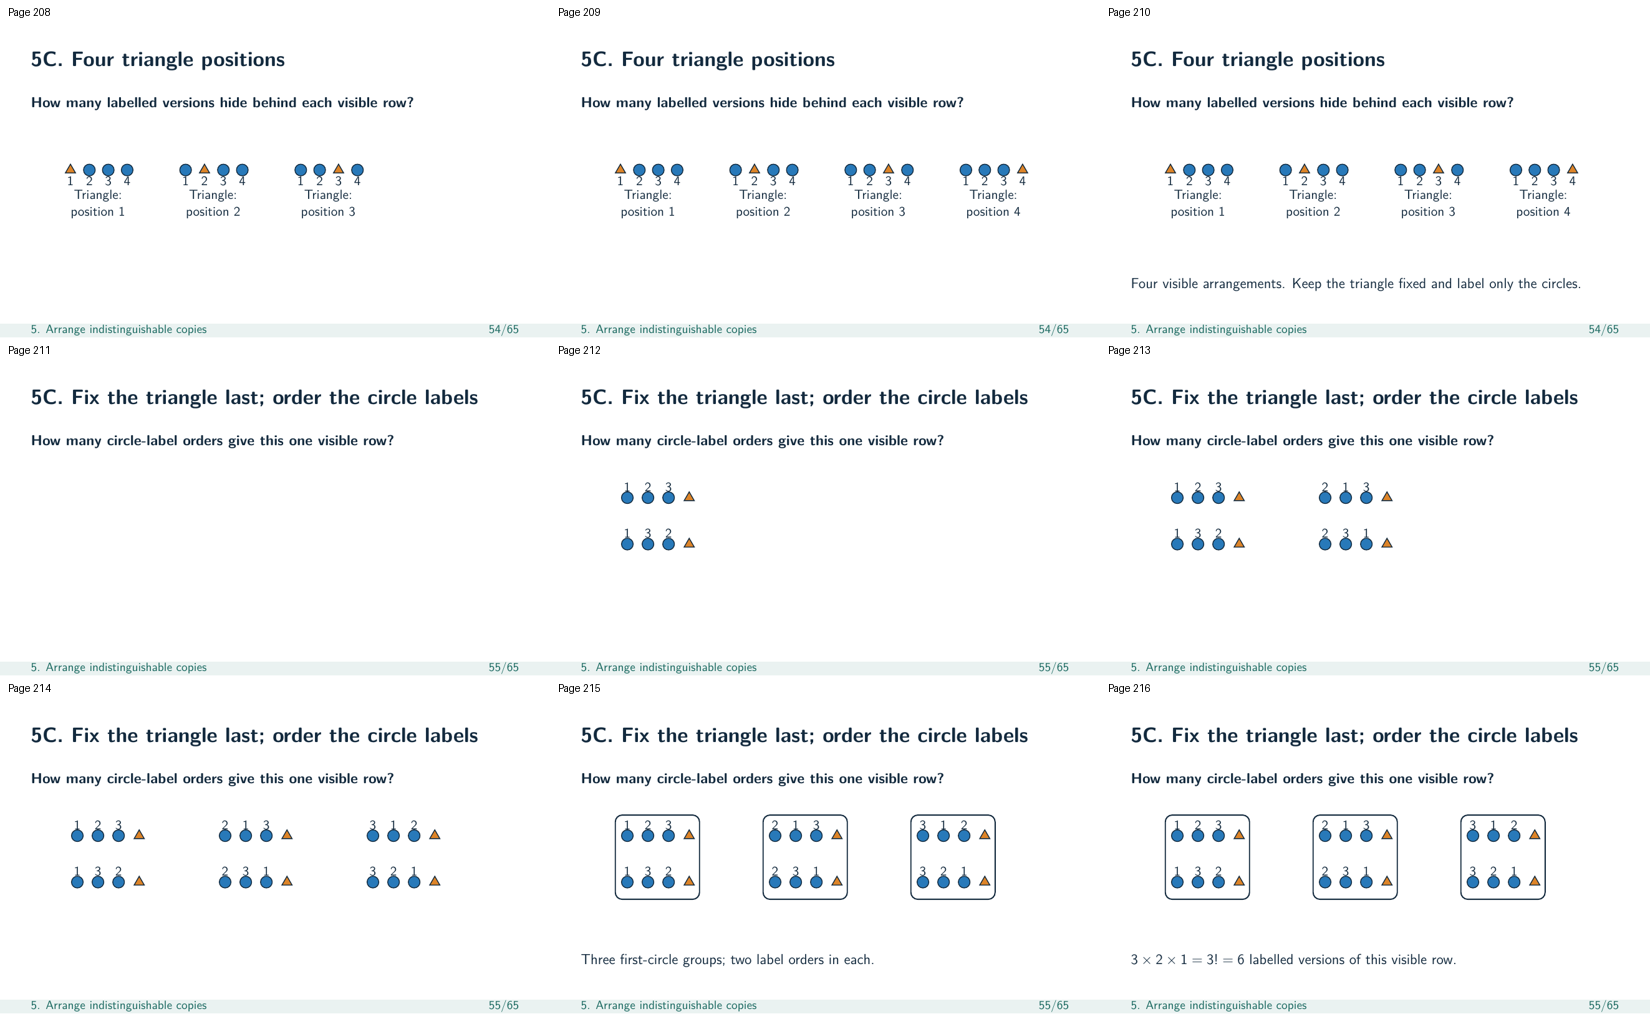 Page 208
5C. Four triangle positions
How many labelled versions hide behind each visible row?
1 2 3 4
1 2 3 4
1 2 3 4
Triangle: position 1
Triangle: position 2
Triangle: position 3
5. Arrange indistinguishable copies 54/65
Page 209
5C. Four triangle positions
How many labelled versions hide behind each visible row?
1 2 3 4
1 2 3 4
1 2 3 4
1 2 3 4
Triangle: position 1
Triangle: position 2
Triangle: position 3
Triangle: position 4
5. Arrange indistinguishable copies 54/65
Page 210
5C. Four triangle positions
How many labelled versions hide behind each visible row?
1 2 3 4
1 2 3 4
1 2 3 4
1 2 3 4
Triangle: position 1
Triangle: position 2
Triangle: position 3
Triangle: position 4
Four visible arrangements. Keep the triangle fixed and label only the circles.
5. Arrange indistinguishable copies 54/65
Page 211
5C. Fix the triangle last; order the circle labels
How many circle-label orders give this one visible row?
5. Arrange indistinguishable copies 55/65
Page 212
5C. Fix the triangle last; order the circle labels
How many circle-label orders give this one visible row?
1 2 3
1 3 2
5. Arrange indistinguishable copies 55/65
Page 213
5C. Fix the triangle last; order the circle labels
How many circle-label orders give this one visible row?
1 2 3 2 1 3
1 3 2 2 3 1
5. Arrange indistinguishable copies 55/65
Page 214
5C. Fix the triangle last; order the circle labels
How many circle-label orders give this one visible row?
1 2 3 2 1 3 3 1 2
1 3 2 2 3 1 3 2 1
5. Arrange indistinguishable copies 55/65
Page 215
5C. Fix the triangle last; order the circle labels
How many circle-label orders give this one visible row?
1 2 3 2 1 3 3 1 2
1 3 2 2 3 1 3 2 1
Three first-circle groups; two label orders in each.
5. Arrange indistinguishable copies 55/65
Page 216
5C. Fix the triangle last; order the circle labels
How many circle-label orders give this one visible row?
1 2 3 2 1 3 3 1 2
1 3 2 2 3 1 3 2 1
3 × 2 × 1 = 3! = 6 labelled versions of this visible row.
5. Arrange indistinguishable copies 55/65